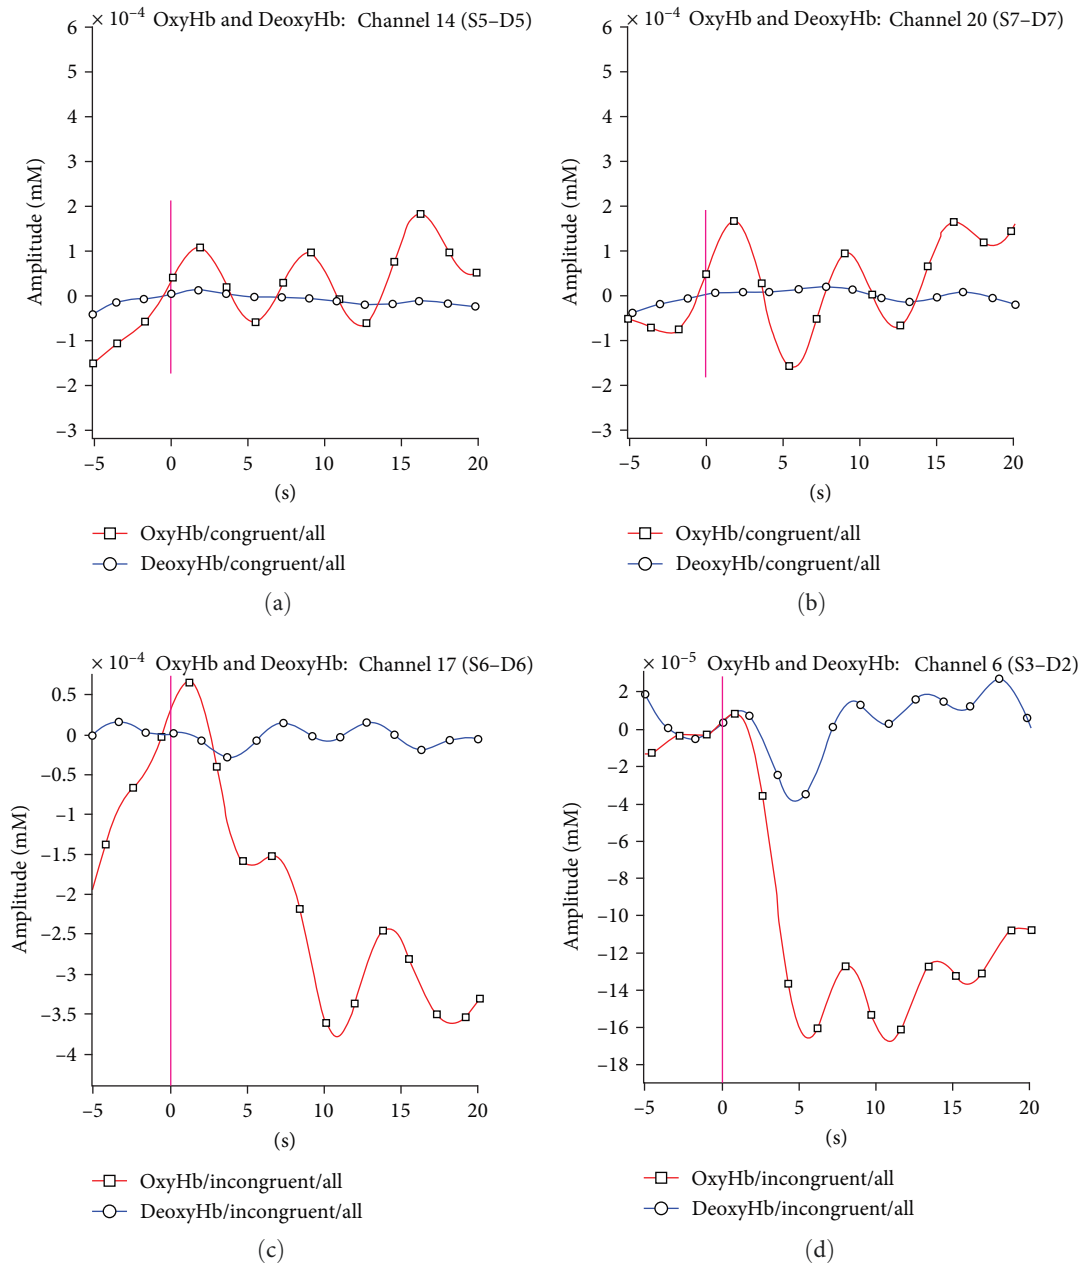 × 10⁻⁴ OxyHb and DeoxyHb: Channel 14 (S5–D5)
6
5
4
3
2
1
0
–1
–2
–3
Amplitude (mM)
–5 0 5 10 15 20
(s)
OxyHb/congruent/all
DeoxyHb/congruent/all
(a)
× 10⁻⁴ OxyHb and DeoxyHb: Channel 20 (S7–D7)
6
5
4
3
2
1
0
–1
–2
–3
Amplitude (mM)
–5 0 5 10 15 20
(s)
OxyHb/congruent/all
DeoxyHb/congruent/all
(b)
× 10⁻⁴ OxyHb and DeoxyHb: Channel 17 (S6–D6)
0.5
0
–0.5
–1
–1.5
–2
–2.5
–3
–3.5
–4
Amplitude (mM)
–5 0 5 10 15 20
(s)
OxyHb/incongruent/all
DeoxyHb/incongruent/all
(c)
× 10⁻⁵ OxyHb and DeoxyHb: Channel 6 (S3–D2)
2
0
–2
–4
–6
–8
–10
–12
–14
–16
–18
Amplitude (mM)
–5 0 5 10 15 20
(s)
OxyHb/incongruent/all
DeoxyHb/incongruent/all
(d)